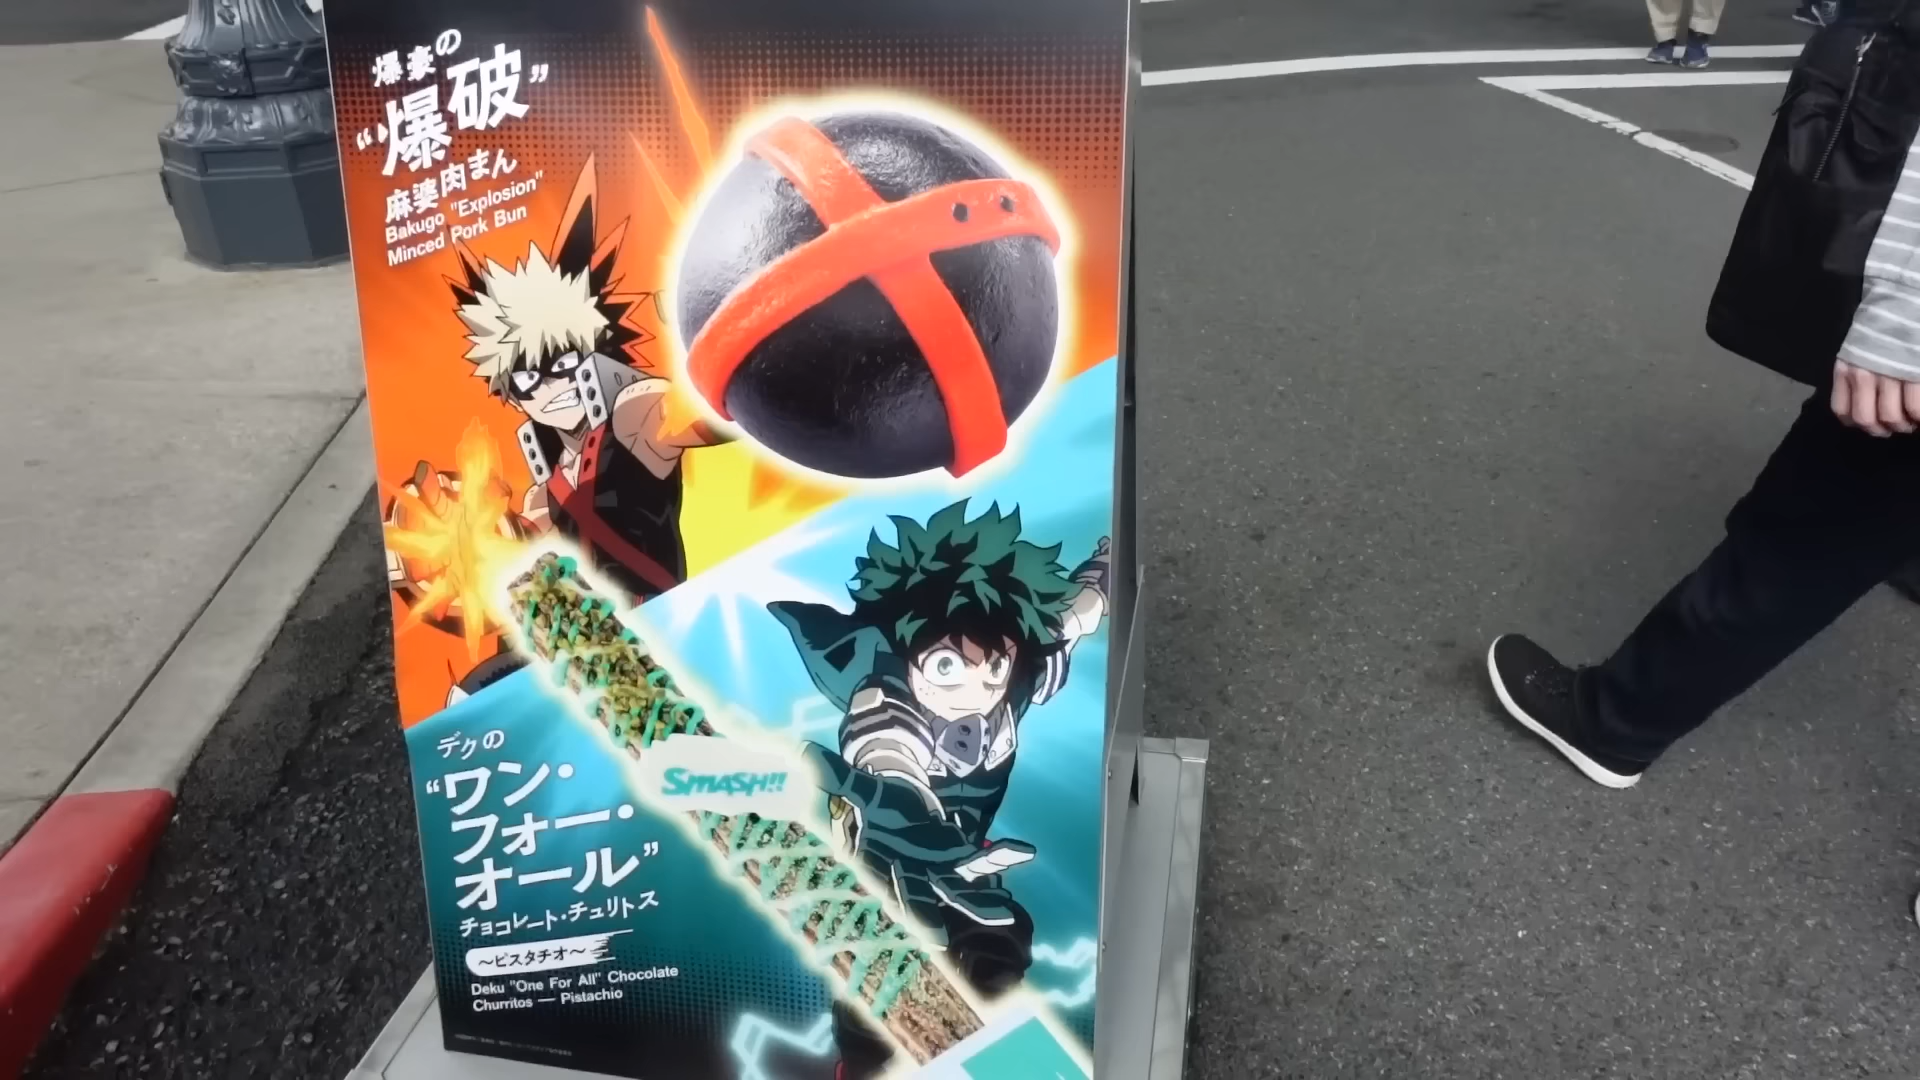 爆豪の
“爆破”
麻婆肉まん
Bakugo "Explosion"
Minced Pork Bun
デクの
“ワン・
フォー・
オール”
チョコレート・チュリトス
～ピスタチオ～
Deku "One For All" Chocolate
Churritos — Pistachio
SMASH!!